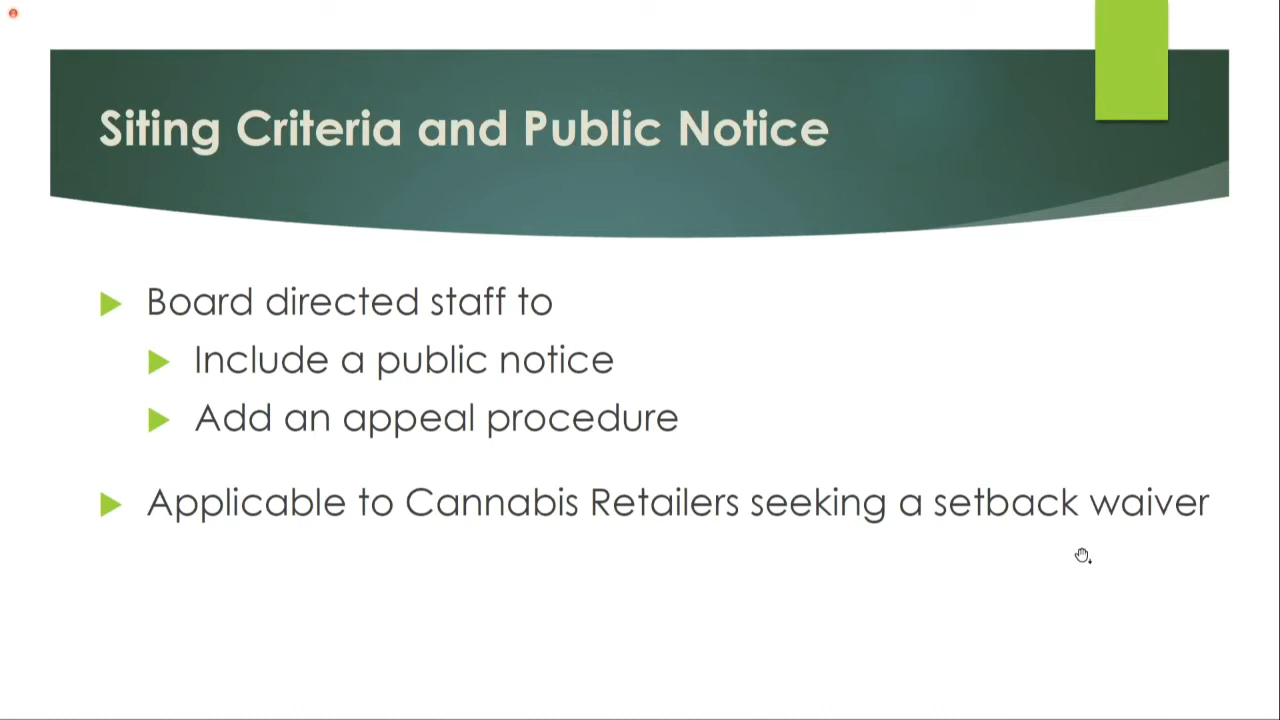 Siting Criteria and Public Notice
Board directed staff to
Include a public notice
Add an appeal procedure
Applicable to Cannabis Retailers seeking a setback waiver